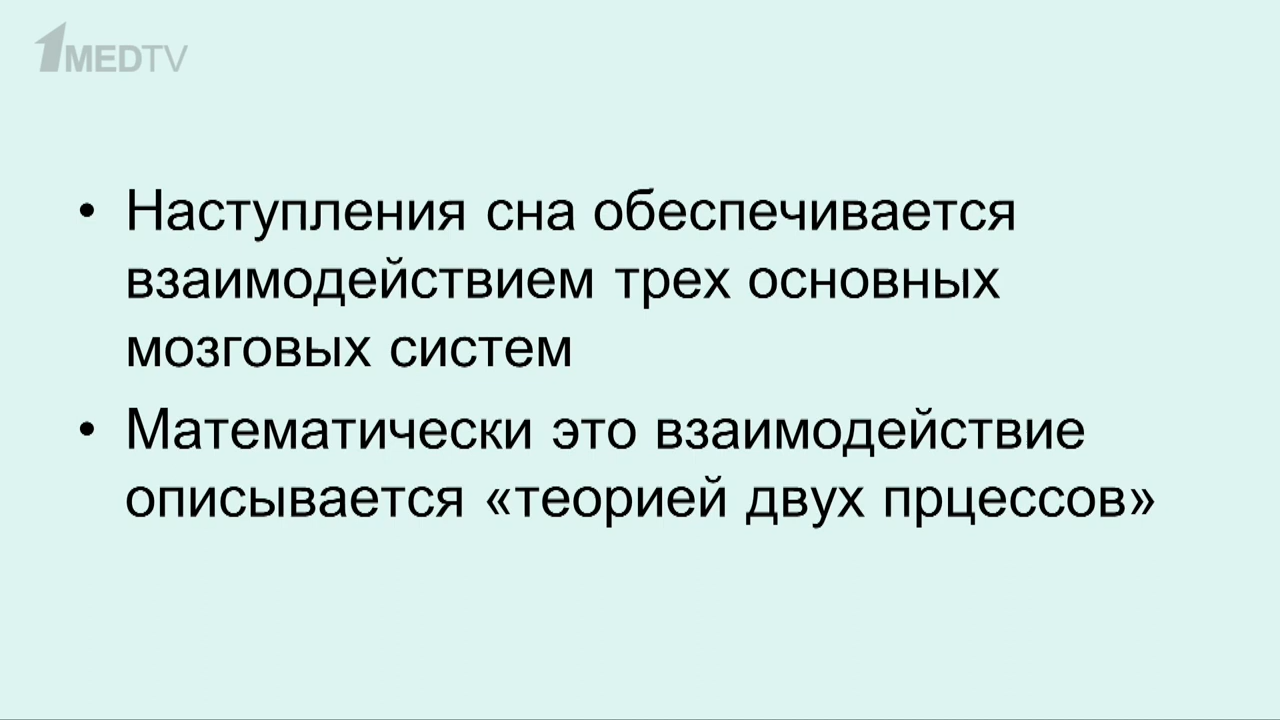 1MEDTV
• Наступления сна обеспечивается
взаимодействием трех основных
мозговых систем
• Математически это взаимодействие
описывается «теорией двух прцессов»